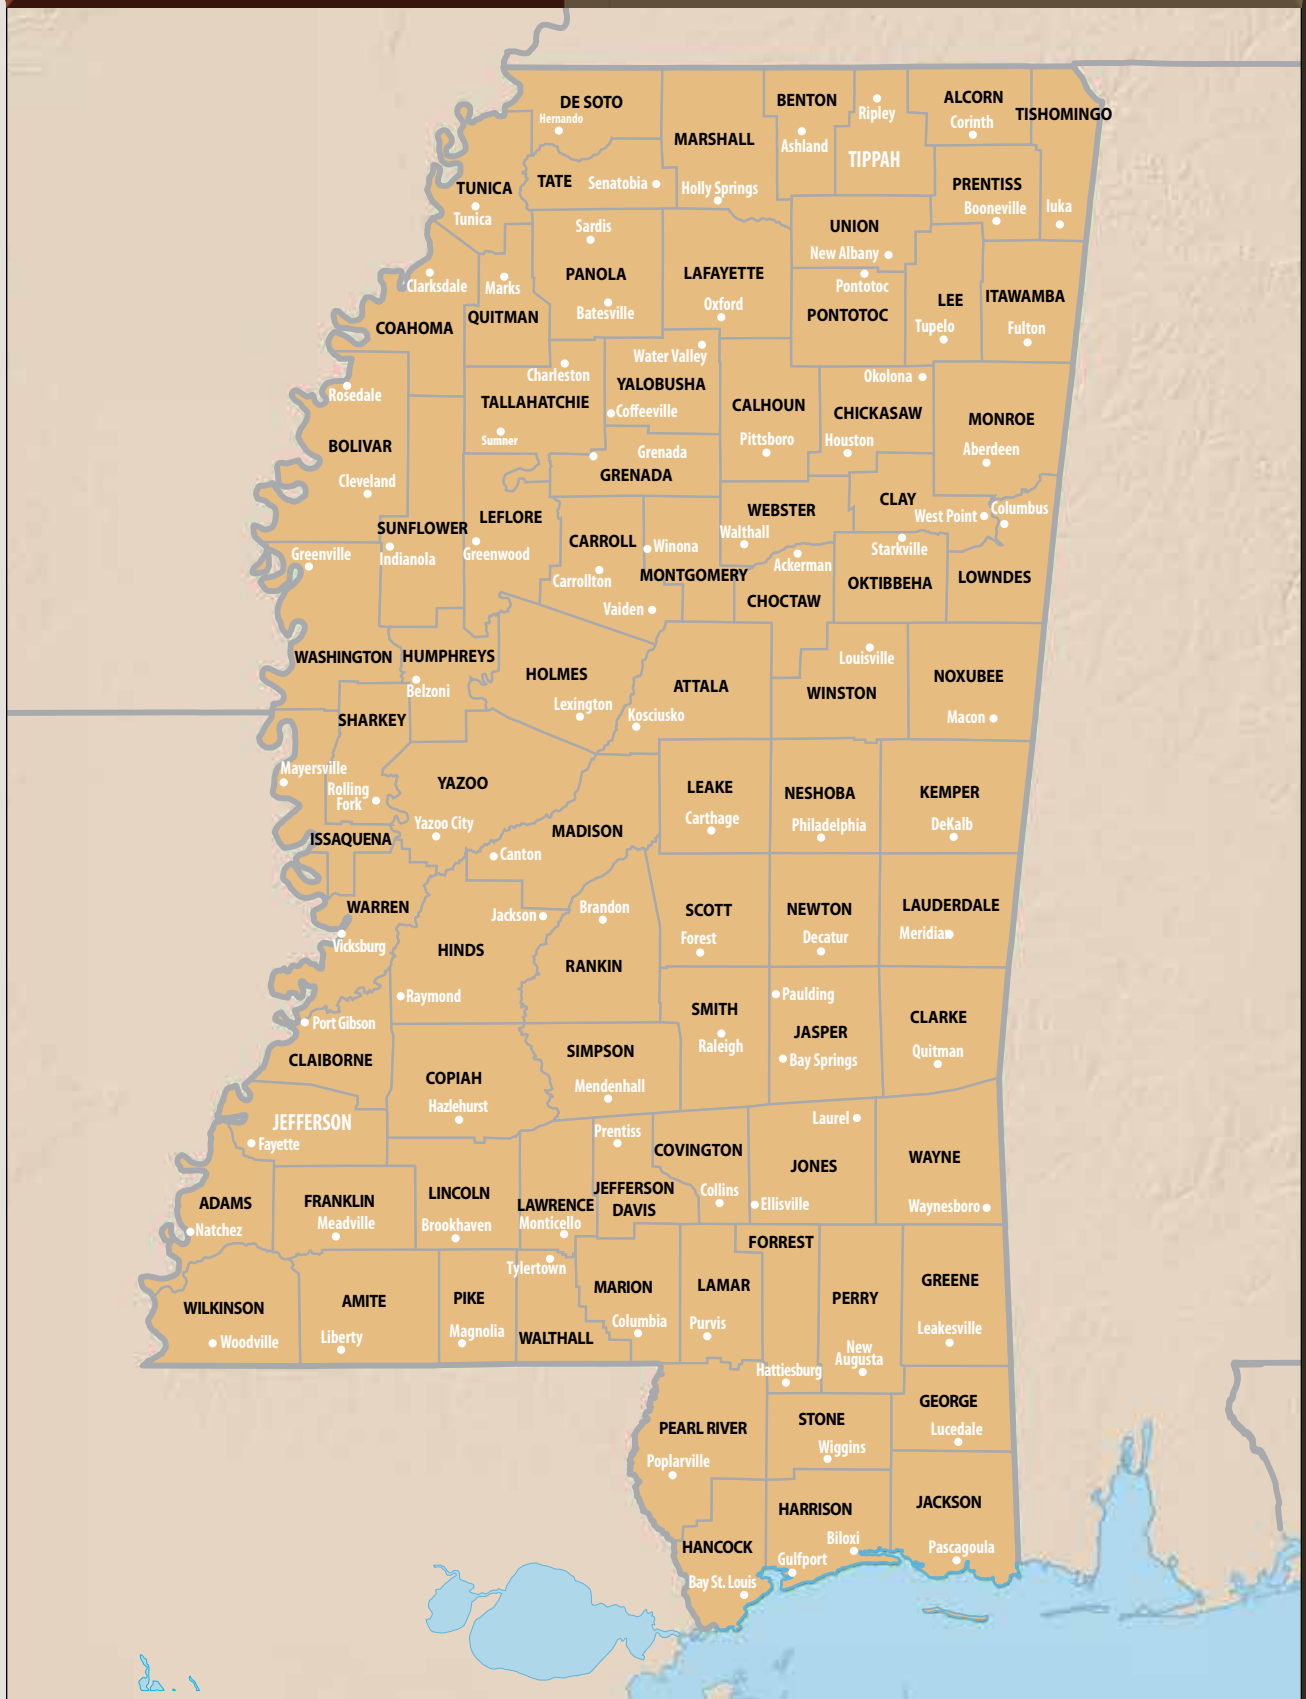 DE SOTO
Hernando
MARSHALL
Holly Springs
BENTON
Ashland
Ripley
TIPPAH
ALCORN
Corinth
TISHOMINGO
Iuka
TUNICA
Tunica
TATE
Senatobia
PRENTISS
Booneville
UNION
New Albany
Sardis
PANOLA
Batesville
LAFAYETTE
Oxford
Pontotoc
PONTOTOC
LEE
Tupelo
ITAWAMBA
Fulton
Clarksdale
COAHOMA
Marks
QUITMAN
Charleston
TALLAHATCHIE
Sumner
Water Valley
YALOBUSHA
Coffeeville
CALHOUN
Pittsboro
Okolona
CHICKASAW
Houston
MONROE
Aberdeen
Rosedale
BOLIVAR
Cleveland
Grenada
GRENADA
SUNFLOWER
Indianola
LEFLORE
Greenwood
CARROLL
Carrollton
Vaiden
Winona
MONTGOMERY
WEBSTER
Walthall
CLAY
West Point
Columbus
LOWNDES
Starkville
OKTIBBEHA
Ackerman
CHOCTAW
Greenville
WASHINGTON
HUMPHREYS
Belzoni
HOLMES
Lexington
ATTALA
Kosciusko
Louisville
WINSTON
NOXUBEE
Macon
SHARKEY
Rolling
Fork
Mayersville
ISSAQUENA
YAZOO
Yazoo City
MADISON
Canton
LEAKE
Carthage
NESHOBA
Philadelphia
KEMPER
DeKalb
WARREN
Vicksburg
Jackson
HINDS
Raymond
Brandon
RANKIN
SCOTT
Forest
NEWTON
Decatur
LAUDERDALE
Meridian
Port Gibson
CLAIBORNE
COPIAH
Hazlehurst
SIMPSON
Mendenhall
SMITH
Raleigh
Paulding
JASPER
Bay Springs
CLARKE
Quitman
JEFFERSON
Fayette
ADAMS
Natchez
FRANKLIN
Meadville
LINCOLN
Brookhaven
LAWRENCE
Monticello
Prentiss
JEFFERSON
DAVIS
COVINGTON
Collins
Laurel
JONES
Ellisville
WAYNE
Waynesboro
WILKINSON
Woodville
AMITE
Liberty
PIKE
Magnolia
Tylertown
WALTHALL
MARION
Columbia
LAMAR
Purvis
FORREST
Hattiesburg
PERRY
New
Augusta
GREENE
Leakesville
PEARL RIVER
Poplarville
STONE
Wiggins
GEORGE
Lucedale
HANCOCK
Bay St. Louis
HARRISON
Biloxi
Gulfport
JACKSON
Pascagoula